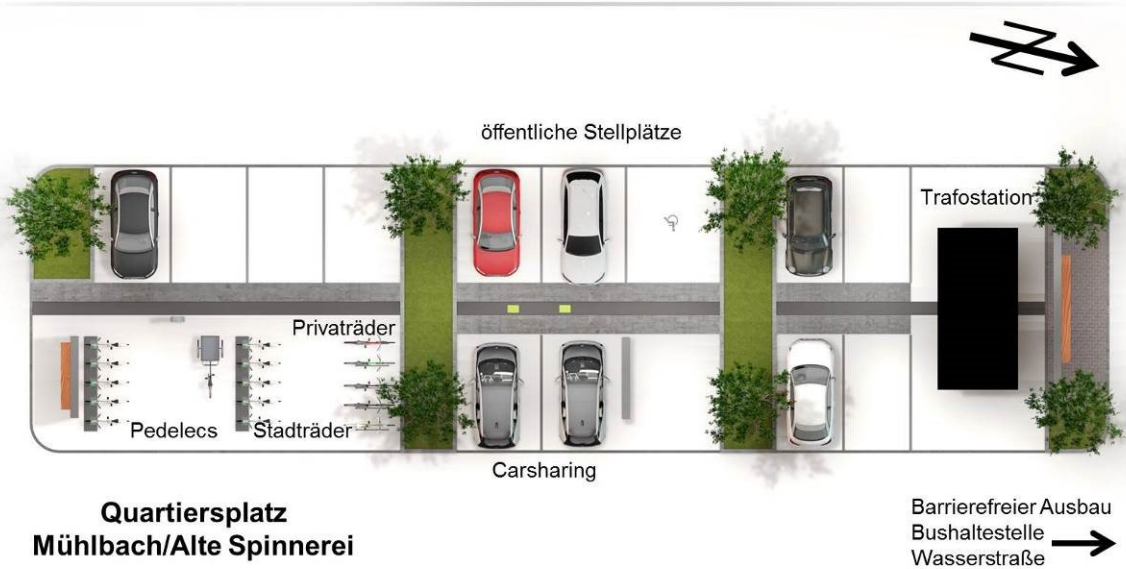 öffentliche Stellplätze
Trafostation
Privaträder
Pedelecs
Stadträder
Carsharing
Quartiersplatz
Mühlbach/Alte Spinnerei
Barrierefreier Ausbau
Bushaltestelle
Wasserstraße